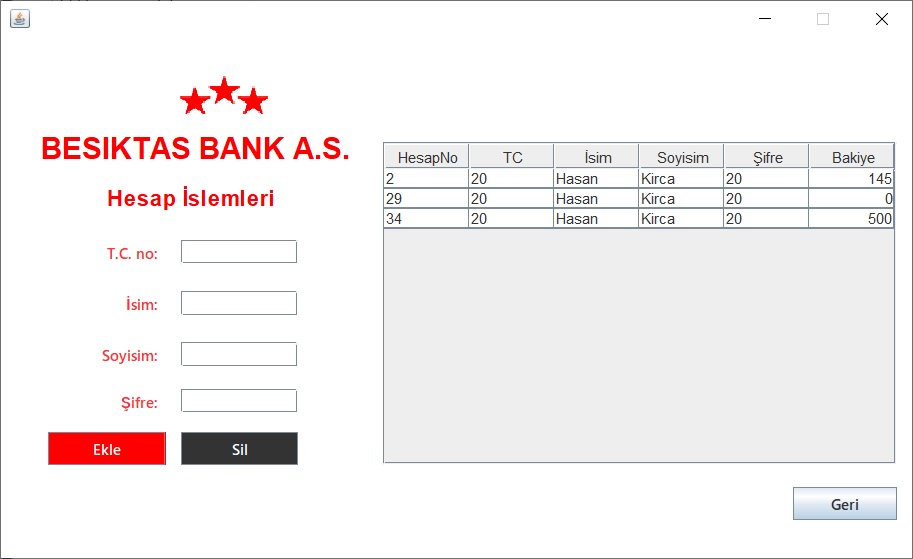 BESIKTAS BANK A.S.
Hesap İslemleri
T.C. no:
İsim:
Soyisim:
Şifre:
Ekle Sil
HesapNo TC İsim Soyisim Şifre Bakiye
2 20 Hasan Kirca 20 145
29 20 Hasan Kirca 20 0
34 20 Hasan Kirca 20 500
Geri